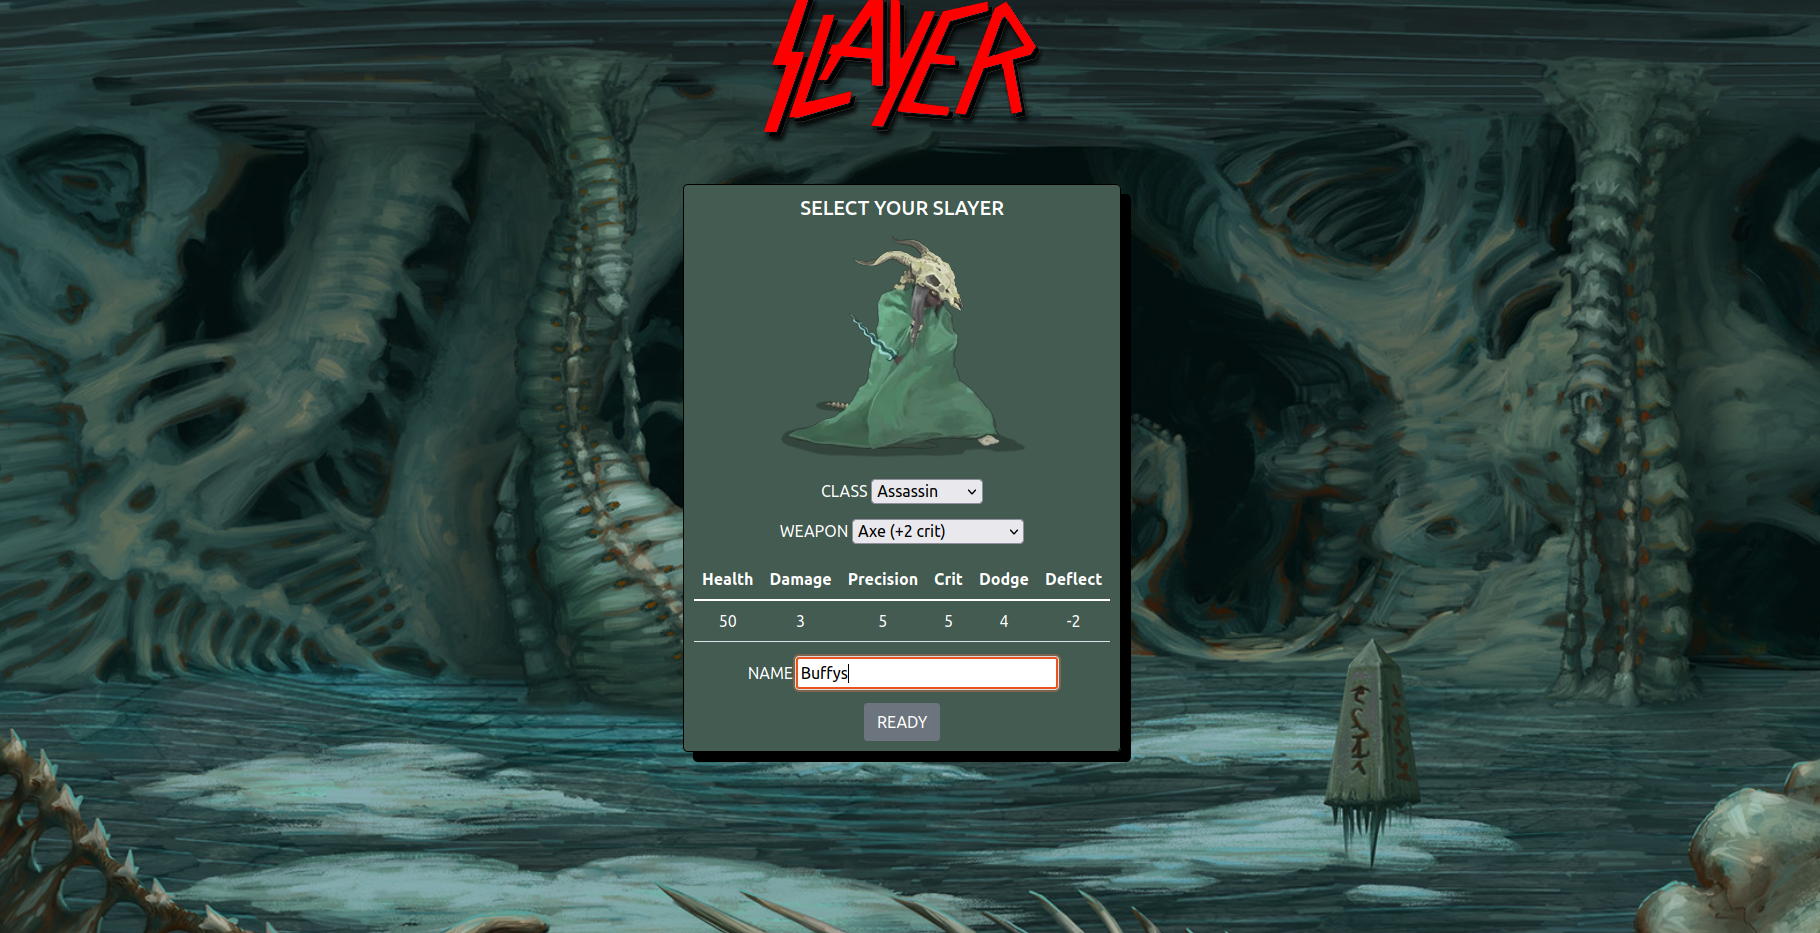 SLAYER
SELECT YOUR SLAYER
CLASS Assassin
WEAPON Axe (+2 crit)
Health Damage Precision Crit Dodge Deflect
50 3 5 5 4 -2
NAME Buffys
READY